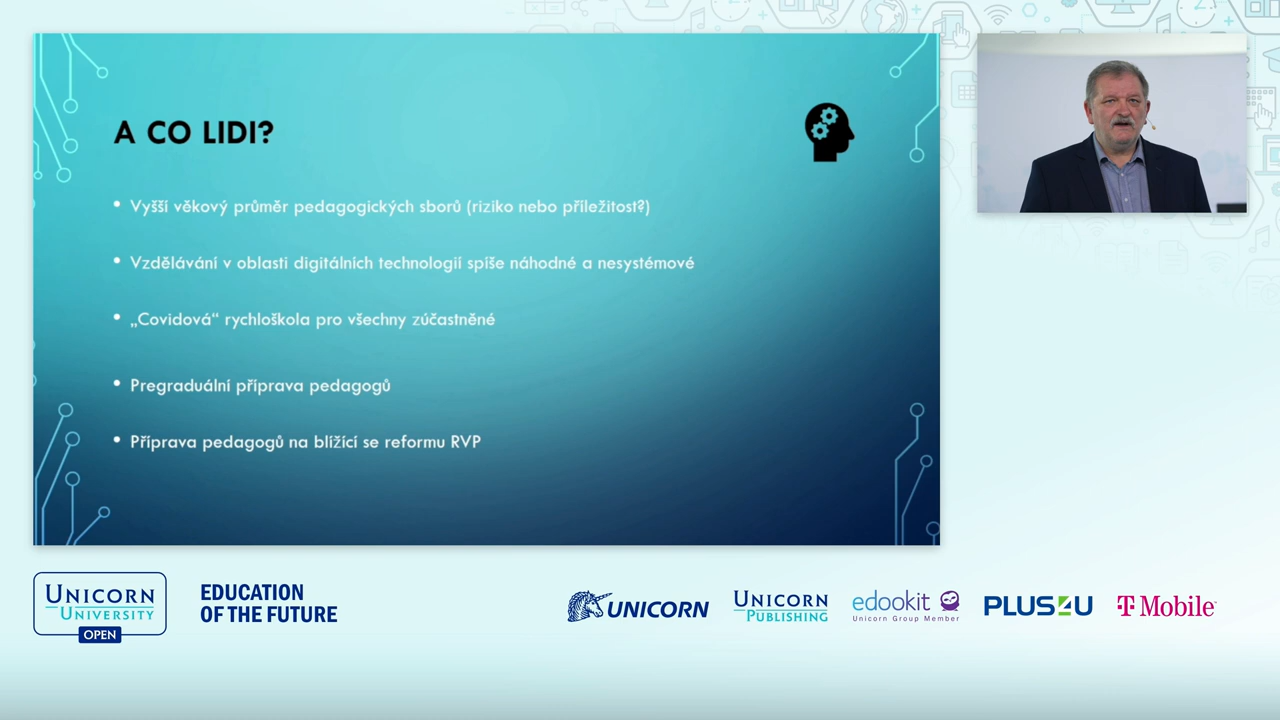 A CO LIDI?
• Vyšší věkový průměr pedagogických sborů (riziko nebo příležitost?)
• Vzdělávání v oblasti digitálních technologií spíše náhodné a nesystémové
• „Covidová“ rychloškola pro všechny zúčastněné
• Pregraduální příprava pedagogů
• Příprava pedagogů na blížící se reformu RVP
UNICORN
UNIVERSITY
OPEN
EDUCATION
OF THE FUTURE
UNICORN
UNICORN
PUBLISHING
edookit
Unicorn Group Member
PLUS4U
T Mobile